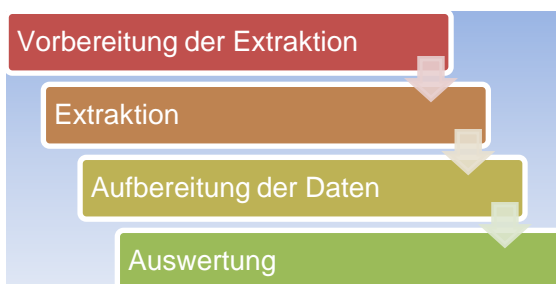 Vorbereitung der Extraktion
Extraktion
Aufbereitung der Daten
Auswertung